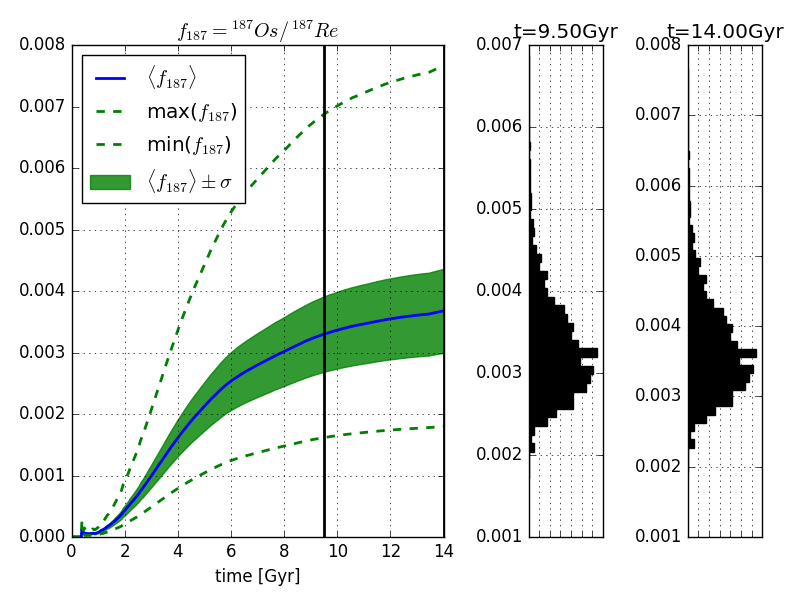 f₁₈₇ = ¹⁸⁷Os/¹⁸⁷Re
0.008
0.007
0.006
0.005
0.004
0.003
0.002
0.001
0.000
⟨f₁₈₇⟩
max(f₁₈₇)
min(f₁₈₇)
⟨f₁₈₇⟩ ± σ
0 2 4 6 8 10 12 14
time [Gyr]
t=9.50Gyr
0.007
0.006
0.005
0.004
0.003
0.002
0.001
t=14.00Gyr
0.008
0.007
0.006
0.005
0.004
0.003
0.002
0.001